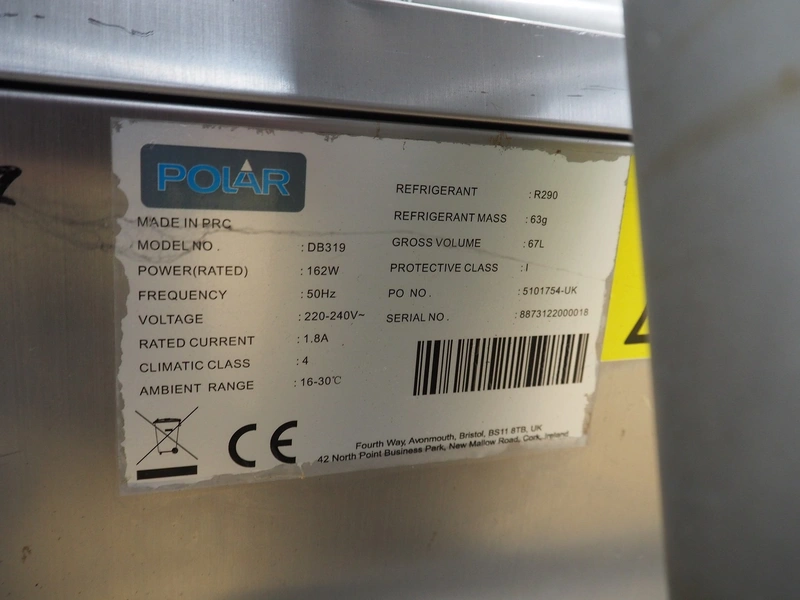 POLAR
MADE IN PRC
MODEL NO. : DB319
POWER(RATED) : 162W
FREQUENCY : 50Hz
VOLTAGE : 220-240V~
RATED CURRENT : 1.8A
CLIMATIC CLASS : 4
AMBIENT RANGE : 16-30℃
REFRIGERANT : R290
REFRIGERANT MASS : 63g
GROSS VOLUME : 67L
PROTECTIVE CLASS : I
PO NO. : 5101754-UK
SERIAL NO. : 8873122000018
CE
Fourth Way, Avonmouth, Bristol, BS11 8TB, UK
42 North Point Business Park, New Mallow Road, Cork, Ireland